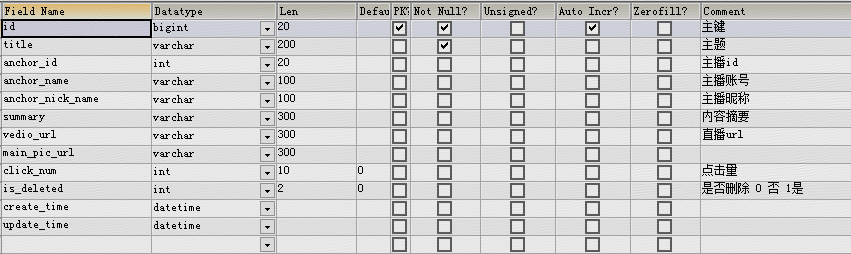 Field Name Datatype Len Defau PK? Not Null? Unsigned? Auto Incr? Zerofill? Comment
id bigint 20 主键
title varchar 200 主题
anchor_id int 20 主播id
anchor_name varchar 100 主播账号
anchor_nick_name varchar 100 主播昵称
summary varchar 300 内容摘要
vedio_url varchar 300 直播url
main_pic_url varchar 300
click_num int 10 0 点击量
is_deleted int 2 0 是否删除 0 否 1是
create_time datetime
update_time datetime